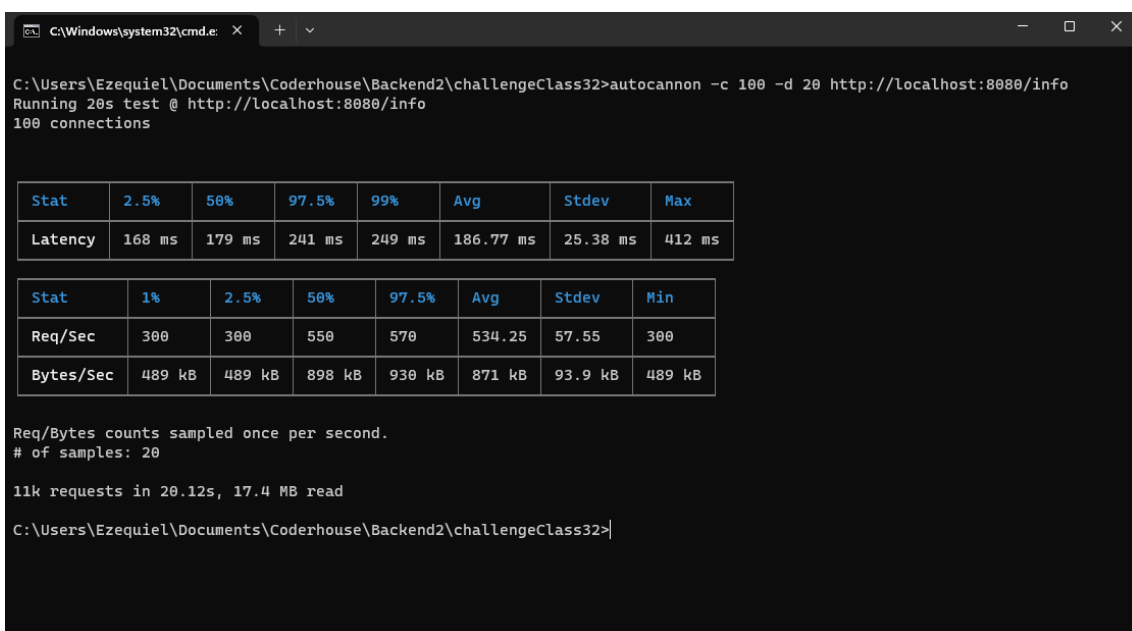 C:\Windows\system32\cmd.e:
C:\Users\Ezequiel\Documents\Coderhouse\Backend2\challengeClass32>autocannon -c 100 -d 20 http://localhost:8080/info
Running 20s test @ http://localhost:8080/info
100 connections
Stat 2.5% 50% 97.5% 99% Avg Stdev Max
Latency 168 ms 179 ms 241 ms 249 ms 186.77 ms 25.38 ms 412 ms
Stat 1% 2.5% 50% 97.5% Avg Stdev Min
Req/Sec 300 300 550 570 534.25 57.55 300
Bytes/Sec 489 kB 489 kB 898 kB 930 kB 871 kB 93.9 kB 489 kB
Req/Bytes counts sampled once per second.
# of samples: 20
11k requests in 20.12s, 17.4 MB read
C:\Users\Ezequiel\Documents\Coderhouse\Backend2\challengeClass32>